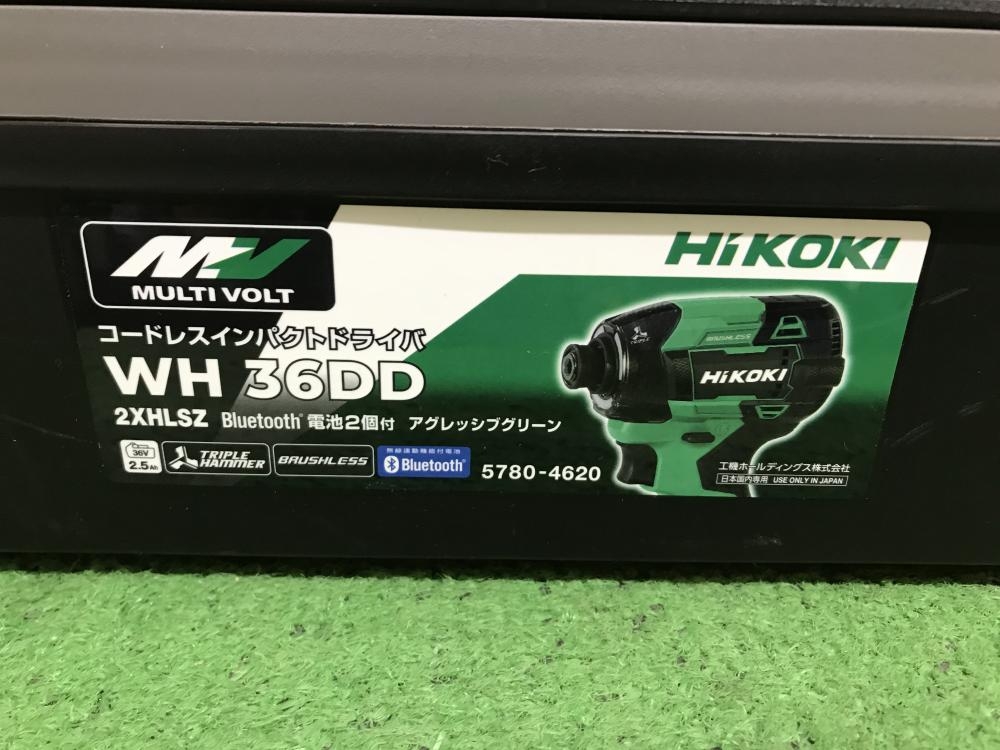 MV
MULTI VOLT
HiKOKI
コードレスインパクトドライバ
WH 36DD
2XHLSZ Bluetooth® 電池2個付 アグレッシブグリーン
36V
2.5Ah
TRIPLE HAMMER
BRUSHLESS
無線連動機能付電池
Bluetooth®
5780-4620
TRIPLE
BRUSHLESS
HiKOKI
工機ホールディングス株式会社
日本国内専用 USE ONLY IN JAPAN